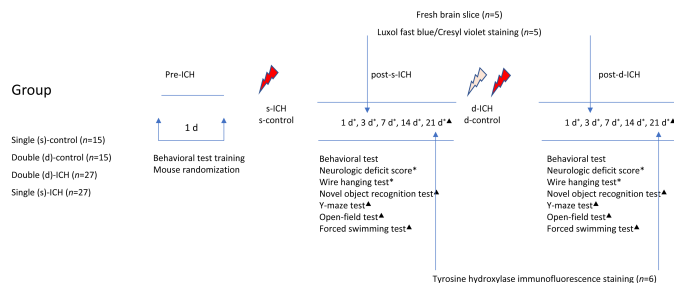 Fresh brain slice (n=5)
Luxol fast blue/Cresyl violet staining (n=5)
Group
Pre-ICH
post-s-ICH
post-d-ICH
s-ICH
s-control
d-ICH
d-control
1 d
1 d*, 3 d*, 7 d*, 14 d*, 21 d*▲
1 d*, 3 d*, 7 d*, 14 d*, 21 d*▲
Single (s)-control (n=15)
Double (d)-control (n=15)
Double (d)-ICH (n=27)
Single (s)-ICH (n=27)
Behavioral test training
Mouse randomization
Behavioral test
Neurologic deficit score*
Wire hanging test*
Novel object recognition test▲
Y-maze test▲
Open-field test▲
Forced swimming test▲
Behavioral test
Neurologic deficit score*
Wire hanging test*
Novel object recognition test▲
Y-maze test▲
Open-field test▲
Forced swimming test▲
Tyrosine hydroxylase immunofluorescence staining (n=6)